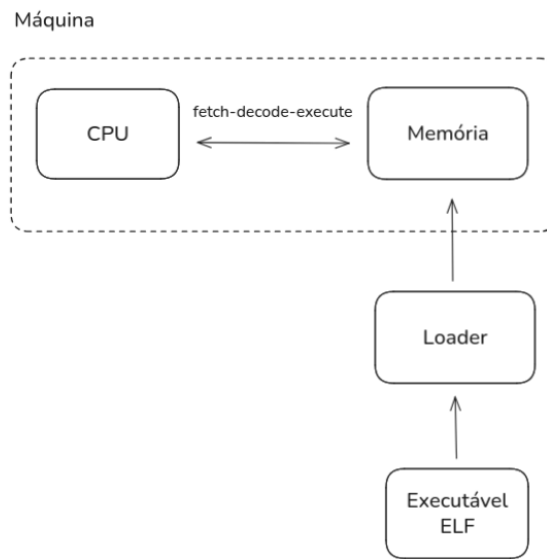 Máquina
fetch-decode-execute
CPU
Memória
Loader
Executável
ELF